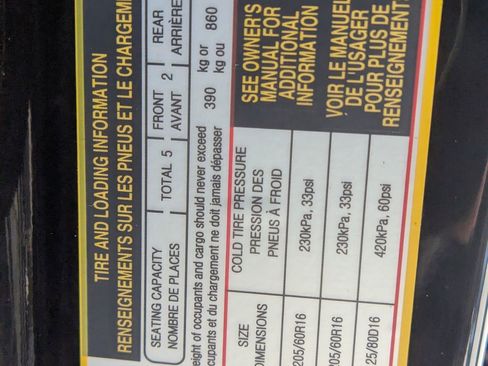 TIRE AND LOADING INFORMATION
RENSEIGNEMENTS SUR LES PNEUS ET LE CHARGEME
SEATING CAPACITY
NOMBRE DE PLACES
TOTAL 5
FRONT 2
AVANT
REAR
ARRIÈRE
eight of occupants and cargo should never exceed
cupants et du chargement ne doit jamais dépasser
390
kg or
kg ou
860
SIZE
DIMENSIONS
COLD TIRE PRESSURE
PRESSION DES
PNEUS À FROID
SEE OWNER'S
MANUAL FOR
ADDITIONAL
INFORMATION
205/60R16
230kPa, 33psi
205/60R16
230kPa, 33psi
VOIR LE MANUEL
DE L'USAGER
POUR PLUS DE
RENSEIGNEMENT
25/80D16
420kPa, 60psi